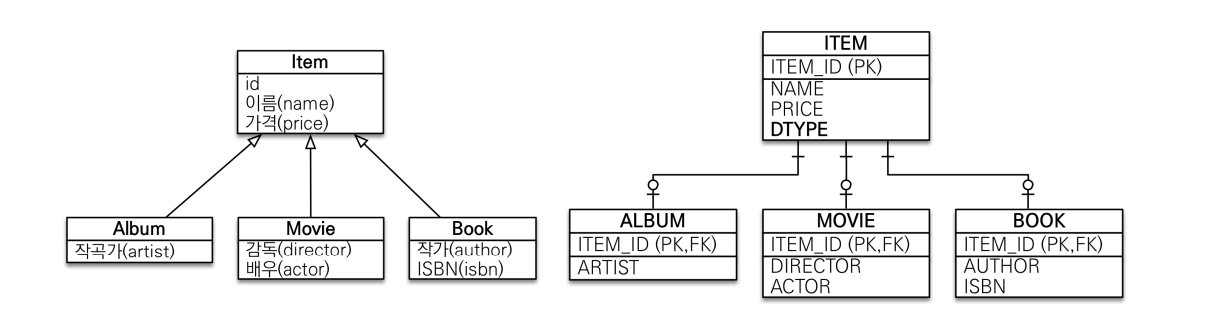 Item
id
이름(name)
가격(price)
Album
작곡가(artist)
Movie
감독(director)
배우(actor)
Book
작가(author)
ISBN(isbn)
ITEM
ITEM_ID (PK)
NAME
PRICE
DTYPE
ALBUM
ITEM_ID (PK,FK)
ARTIST
MOVIE
ITEM_ID (PK,FK)
DIRECTOR
ACTOR
BOOK
ITEM_ID (PK,FK)
AUTHOR
ISBN